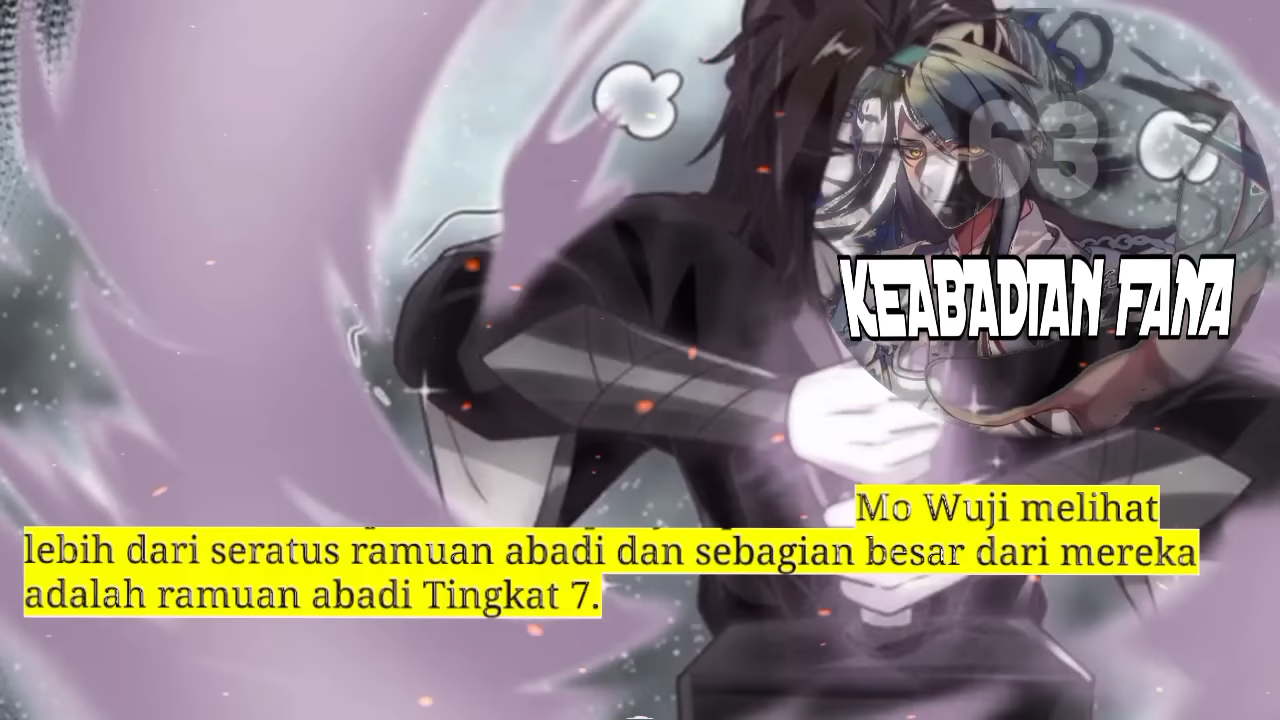 63
KEABADIAN FANA
Mo Wuji melihat
lebih dari seratus ramuan abadi dan sebagian besar dari mereka
adalah ramuan abadi Tingkat 7.